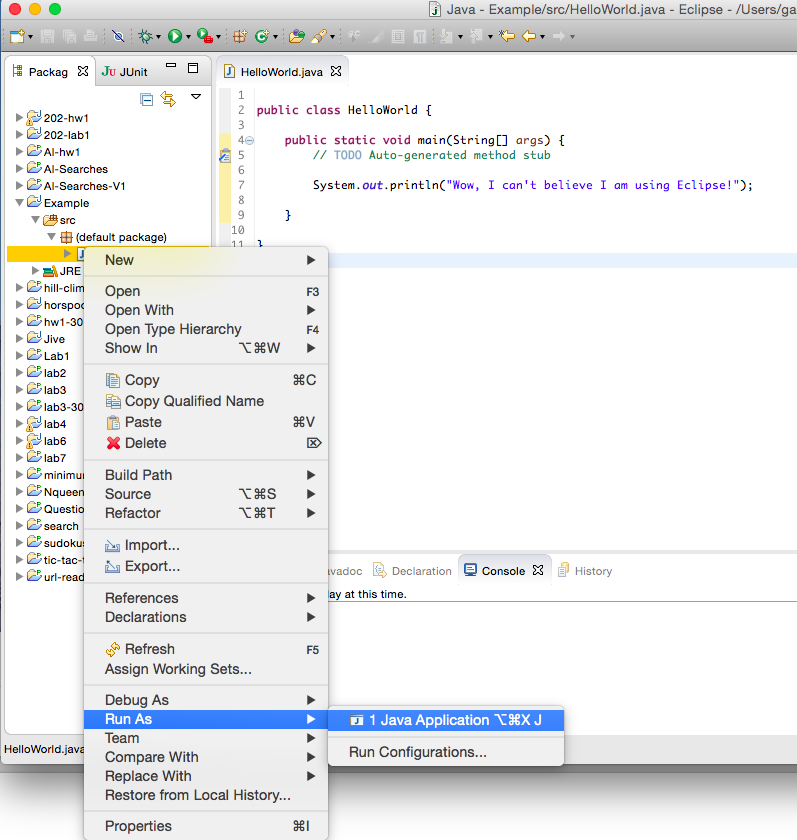 Java - Example/src/HelloWorld.java - Eclipse - /Users/ga
Packag
JUnit
202-hw1
202-lab1
AI-hw1
AI-Searches
AI-Searches-V1
Example
src
(default package)
JRE
hill-clim
horspoo
hw1-30
Jive
Lab1
lab2
lab3
lab3-30
lab4
lab6
lab7
minimu
Nqueen
Questio
search
sudoku
tic-tac-
url-read
HelloWorld.java
HelloWorld.java
1
2 public class HelloWorld {
3
4 public static void main(String[] args) {
5 // TODO Auto-generated method stub
6
7 System.out.println("Wow, I can't believe I am using Eclipse!");
8
9 }
10
11 }
New
Open F3
Open With
Open Type Hierarchy F4
Show In ⌥⌘W
Copy ⌘C
Copy Qualified Name
Paste ⌘V
Delete ⌦
Build Path
Source ⌥⌘S
Refactor ⌥⌘T
Import...
Export...
References
Declarations
Refresh F5
Assign Working Sets...
Debug As
Run As
Team
Compare With
Replace With
Restore from Local History...
Properties ⌘I
1 Java Application ⌥⌘X J
Run Configurations...
avadoc
Declaration
Console
History
lay at this time.